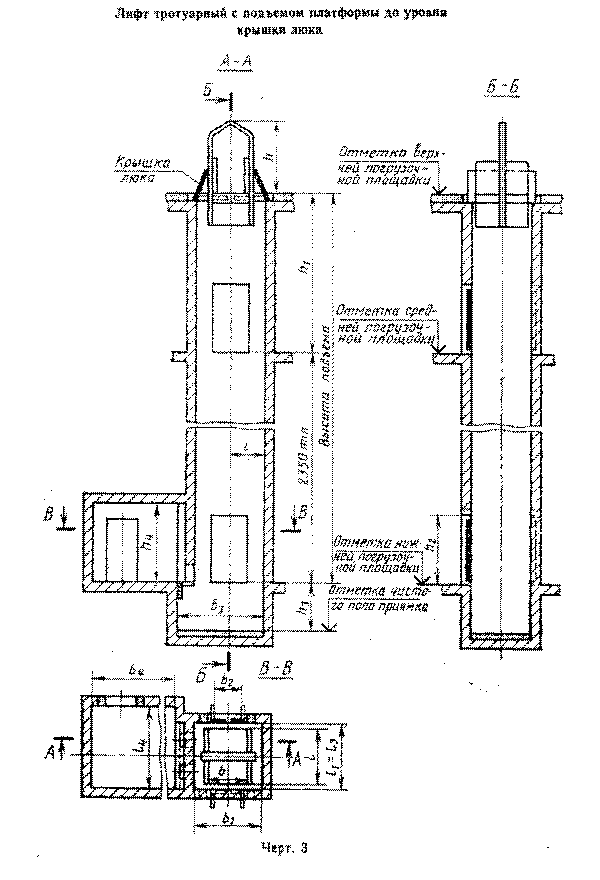 Лифт тротуарный с подъемом платформы до уровня
крышки люка
А-А
Б-Б
Б
h
Крышка
люка
Отметка верх-
ней погрузоч-
ной площадки
h1
Отметка сред-
ней погрузоч-
ной площадки
Высота подъема
2350 min
В
h4
В
Отметка ниж-
ней погрузоч-
ной площадки
h2
b3
h3
Отметка чисто-
го пола приямка
Б
В-В
b2
А
l4
А
b
l
l1=l3
b1
Черт. 3